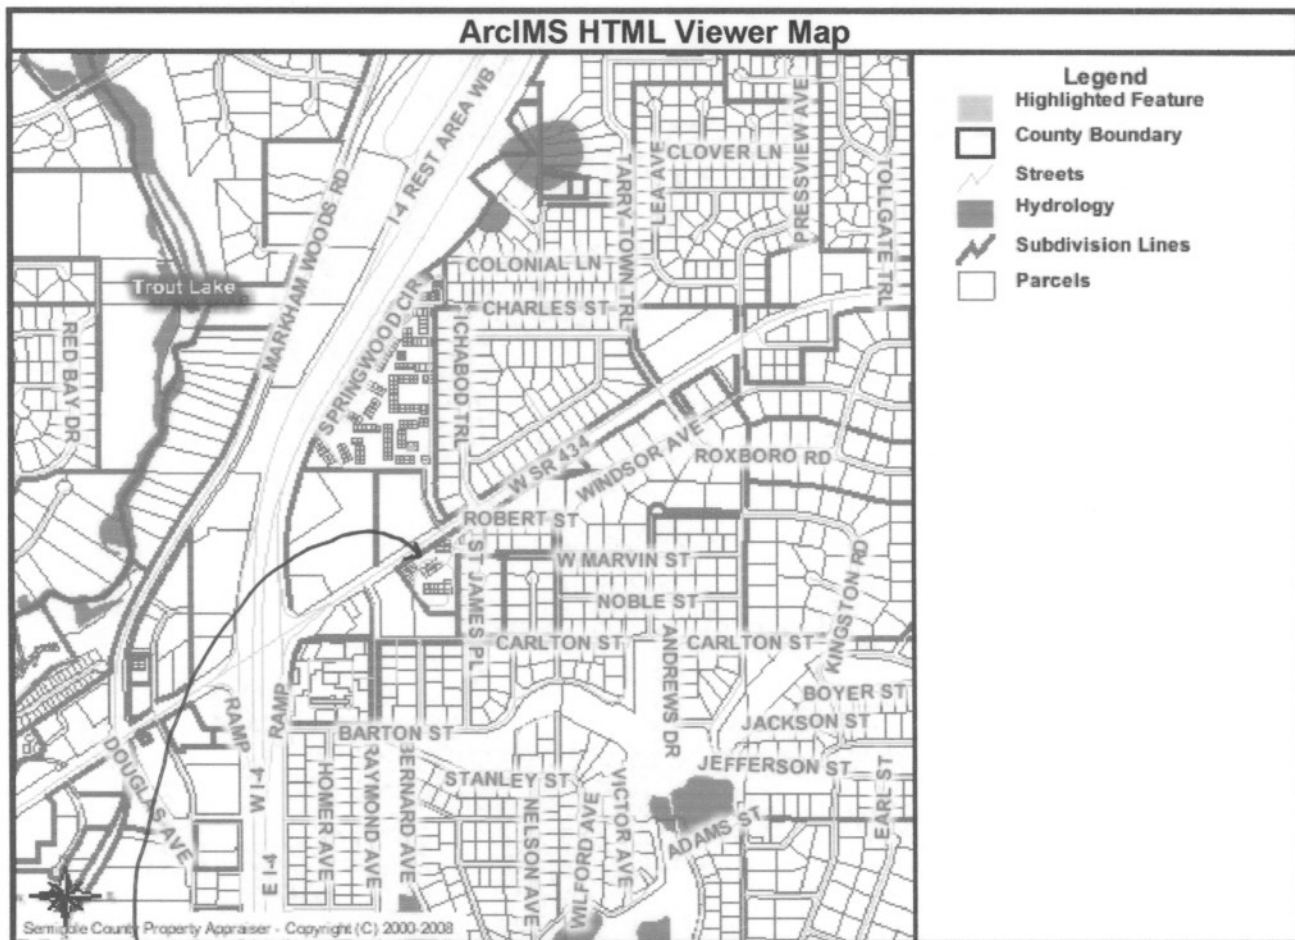 ArcIMS HTML Viewer Map
Legend
Highlighted Feature
County Boundary
Streets
Hydrology
Subdivision Lines
Parcels
I-4 REST AREA WB
MARKHAM WOODS RD
TARRY TOWN TRL
LEA AVE
CLOVER LN
PRESSVIEW AVE
TOLLGATE TRL
COLONIAL LN
Trout Lake
CHARLES ST
RED BAY DR
SPRINGWOOD CIR
ICHABOD TRL
W SR 434
WINDSOR AVE
ROXBORO RD
ROBERT ST
ST JAMES PL
W MARVIN ST
NOBLE ST
KINGSTON RD
CARLTON ST
ANDREWS DR
CARLTON ST
BOYER ST
JACKSON ST
RAMP
RAMP
BARTON ST
JEFFERSON ST
DOUGLAS AVE
W I-4
E I-4
HOMER AVE
RAYMOND AVE
BERNARD AVE
STANLEY ST
NELSON AVE
WILFORD AVE
VICTOR AVE
ADAMS ST
EARL ST
Seminole County Property Appraiser - Copyright (C) 2000-2008